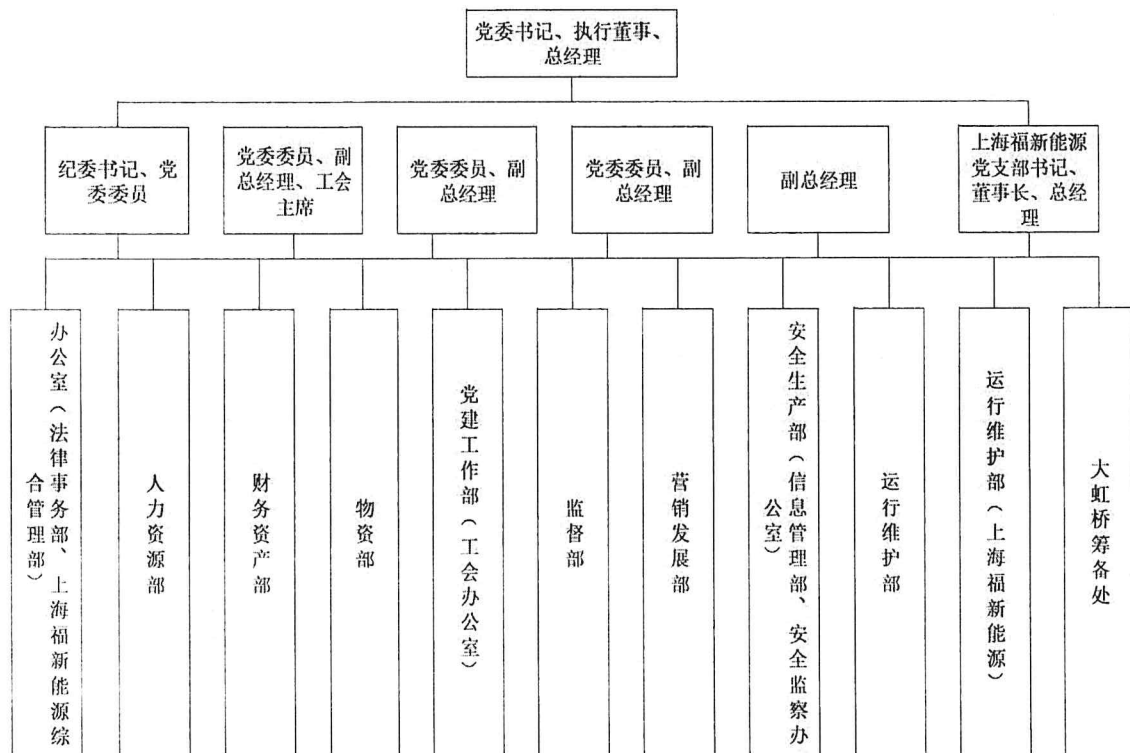 党委书记、执行董事、
总经理
纪委书记、党
委委员
党委委员、副
总经理、工会
主席
党委委员、副
总经理
党委委员、副
总经理
副总经理
上海福新能源
党支部书记、
董事长、总经
理
办公室（法律事务部、上海福新能源综
合管理部）
人力资源部
财务资产部
物资部
党建工作部（工会办公室）
监督部
营销发展部
安全生产部（信息管理部、安全监察办
公室）
运行维护部
运行维护部（上海福新能源）
大虹桥筹备处